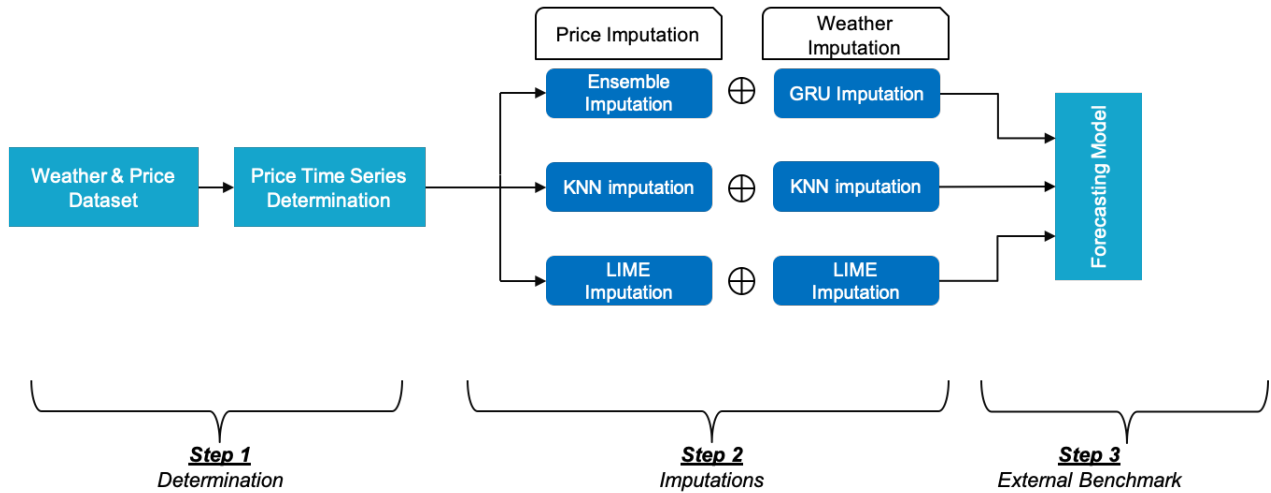 Price Imputation
Weather
Imputation
Ensemble
Imputation
GRU Imputation
Weather & Price
Dataset
Price Time Series
Determination
KNN imputation
KNN imputation
LIME
Imputation
LIME
Imputation
Forecasting Model
Step 1
Determination
Step 2
Imputations
Step 3
External Benchmark